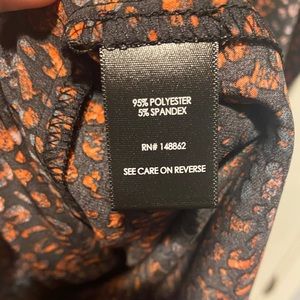 95% POLYESTER
5% SPANDEX
RN# 148862
SEE CARE ON REVERSE